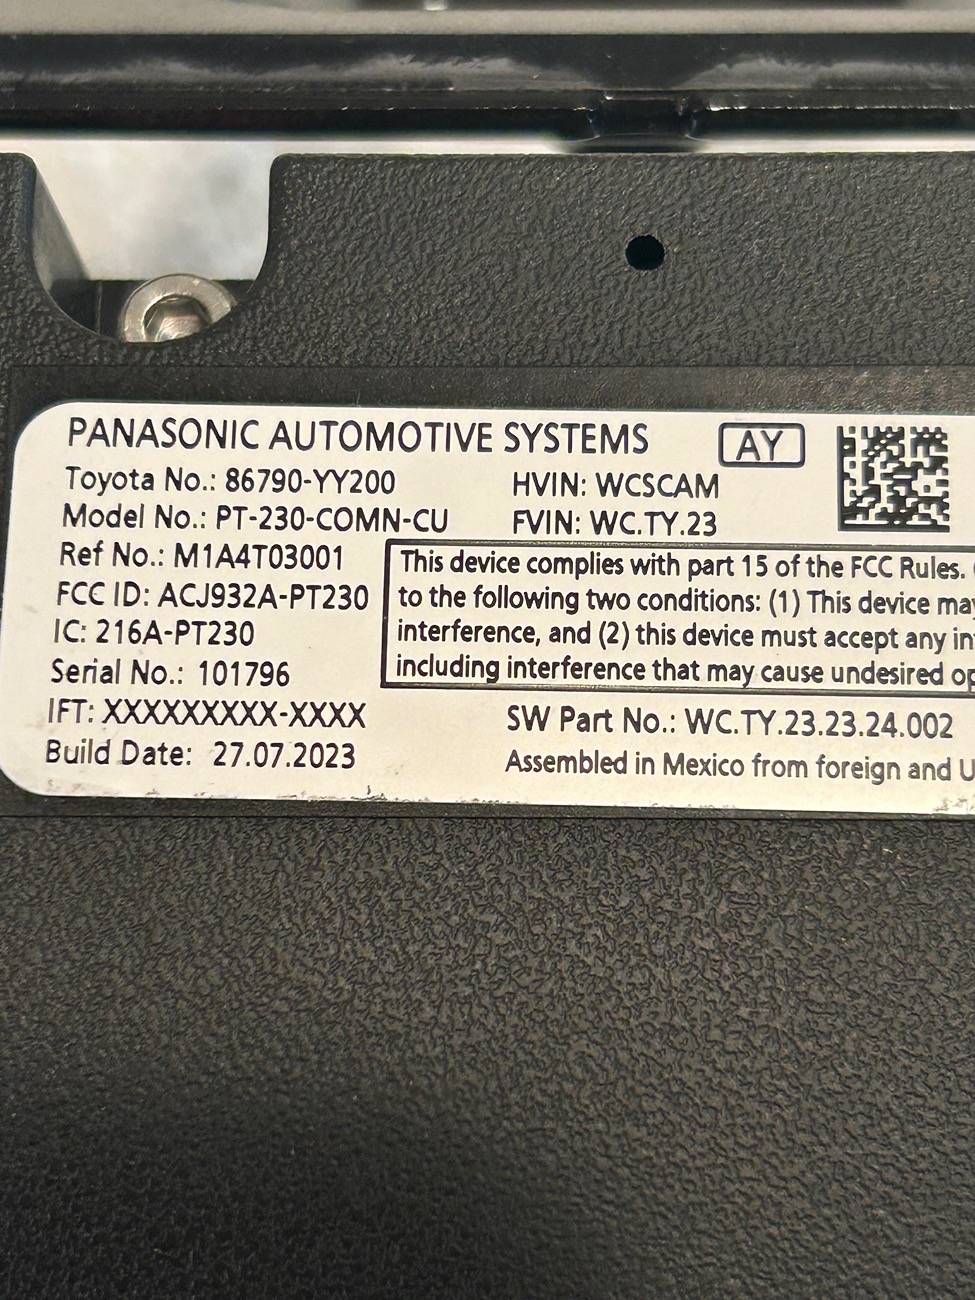 PANASONIC AUTOMOTIVE SYSTEMS AY
Toyota No.: 86790-YY200 HVIN: WCSCAM
Model No.: PT-230-COMN-CU FVIN: WC.TY.23
Ref No.: M1A4T03001
FCC ID: ACJ932A-PT230
IC: 216A-PT230
Serial No.: 101796
This device complies with part 15 of the FCC Rules.
to the following two conditions: (1) This device may
interference, and (2) this device must accept any
including interference that may cause undesired
IFT: XXXXXXXXX-XXXX SW Part No.: WC.TY.23.23.24.002
Build Date: 27.07.2023 Assembled in Mexico from foreign and